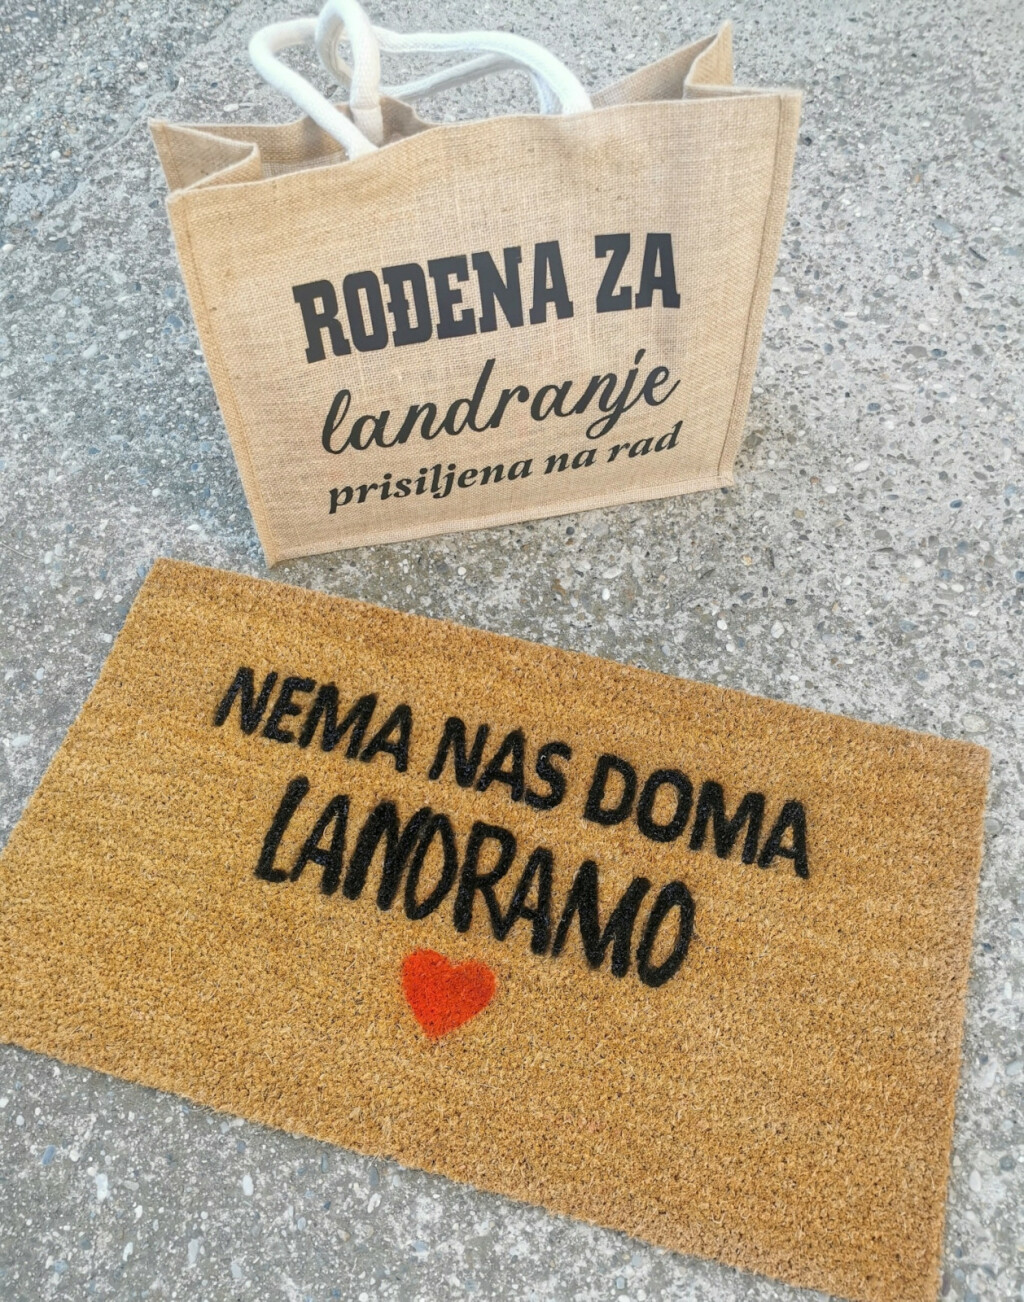 ROĐENA ZA
landranje
prisiljena na rad
NEMA NAS DOMA
LANDRAMO